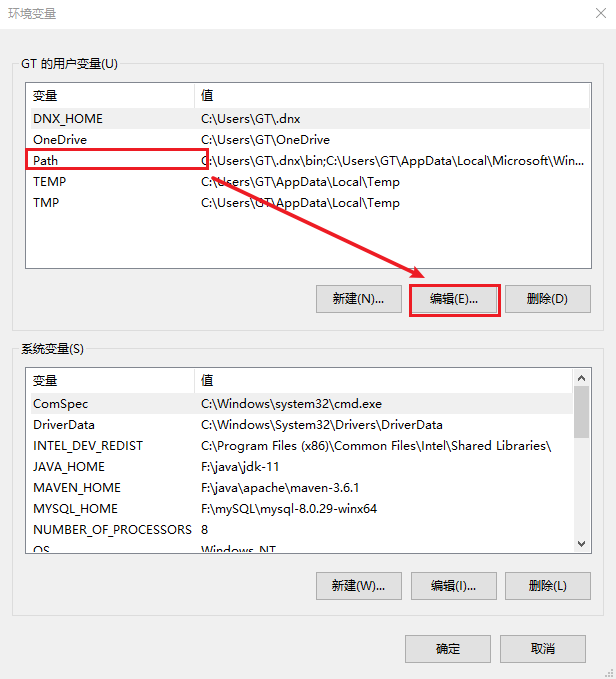 环境变量
GT 的用户变量(U)
变量 值
DNX_HOME C:\Users\GT\.dnx
OneDrive C:\Users\GT\OneDrive
Path C:\Users\GT\.dnx\bin;C:\Users\GT\AppData\Local\Microsoft\Win...
TEMP C:\Users\GT\AppData\Local\Temp
TMP C:\Users\GT\AppData\Local\Temp
新建(N)... 编辑(E)... 删除(D)
系统变量(S)
变量 值
ComSpec C:\Windows\system32\cmd.exe
DriverData C:\Windows\System32\Drivers\DriverData
INTEL_DEV_REDIST C:\Program Files (x86)\Common Files\Intel\Shared Libraries\
JAVA_HOME F:\java\jdk-11
MAVEN_HOME F:\java\apache\maven-3.6.1
MYSQL_HOME F:\mySQL\mysql-8.0.29-winx64
NUMBER_OF_PROCESSORS 8
OS Windows_NT
新建(W)... 编辑(I)... 删除(L)
确定 取消